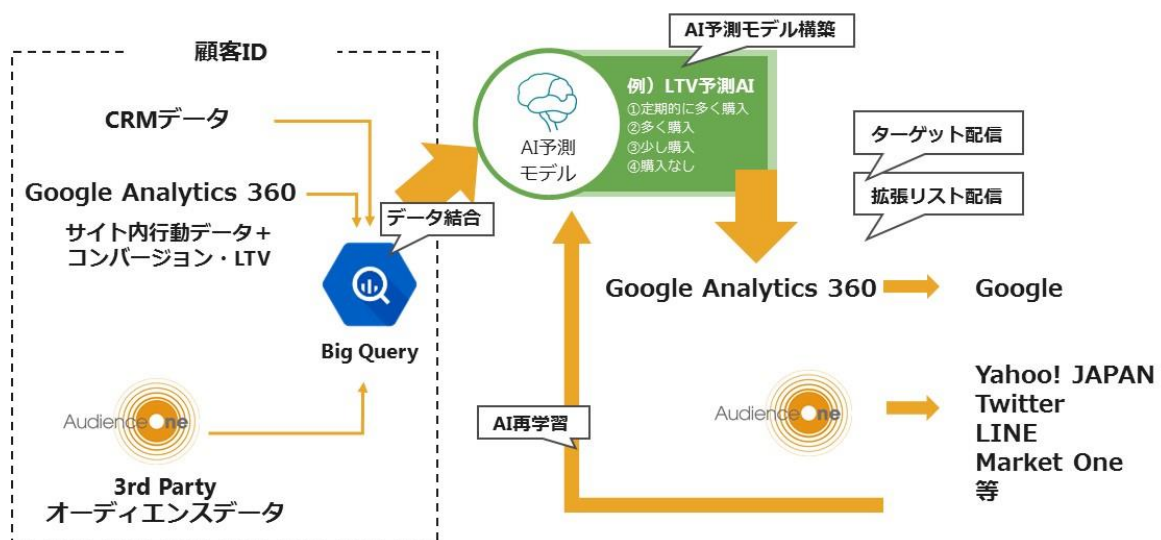 顧客ID
CRMデータ
Google Analytics 360
サイト内行動データ＋
コンバージョン・LTV
データ結合
Big Query
AudienceOne
3rd Party
オーディエンスデータ
AI予測モデル構築
AI予測
モデル
例）LTV予測AI
①定期的に多く購入
②多く購入
③少し購入
④購入なし
ターゲット配信
拡張リスト配信
Google Analytics 360
Google
AudienceOne
Yahoo! JAPAN
Twitter
LINE
Market One
等
AI再学習